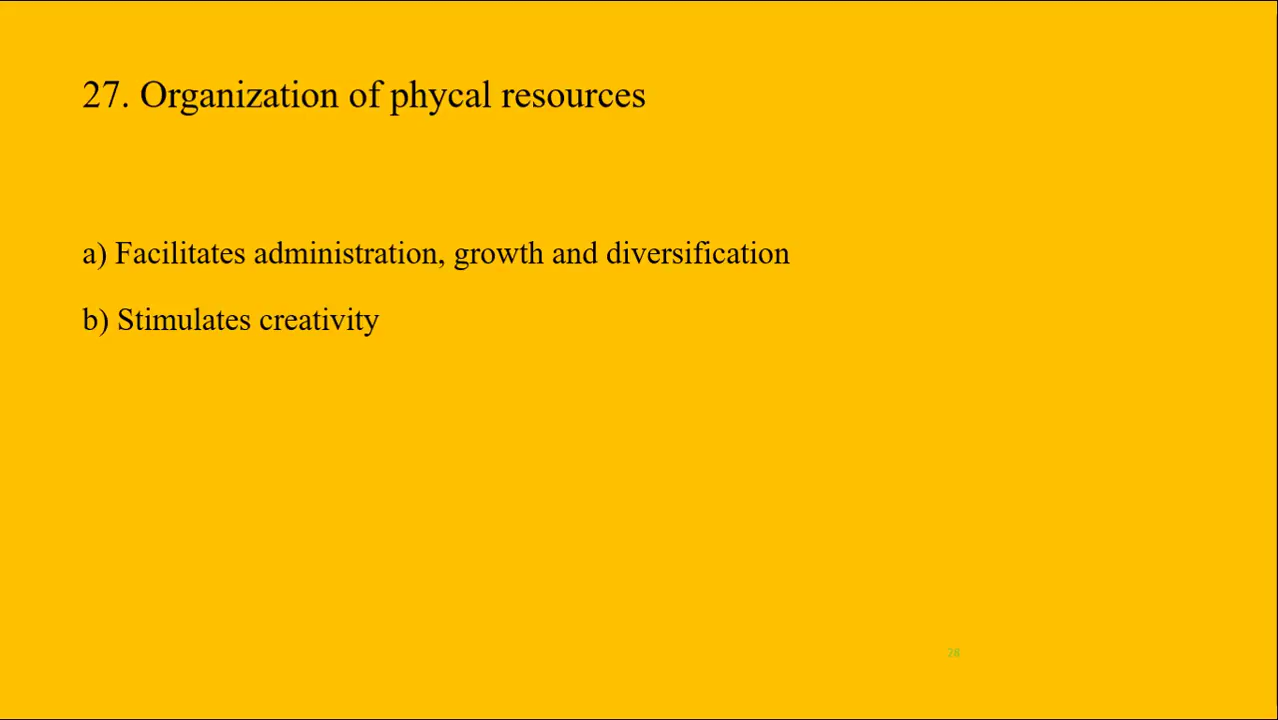 27. Organization of phycal resources
a) Facilitates administration, growth and diversification
b) Stimulates creativity
28